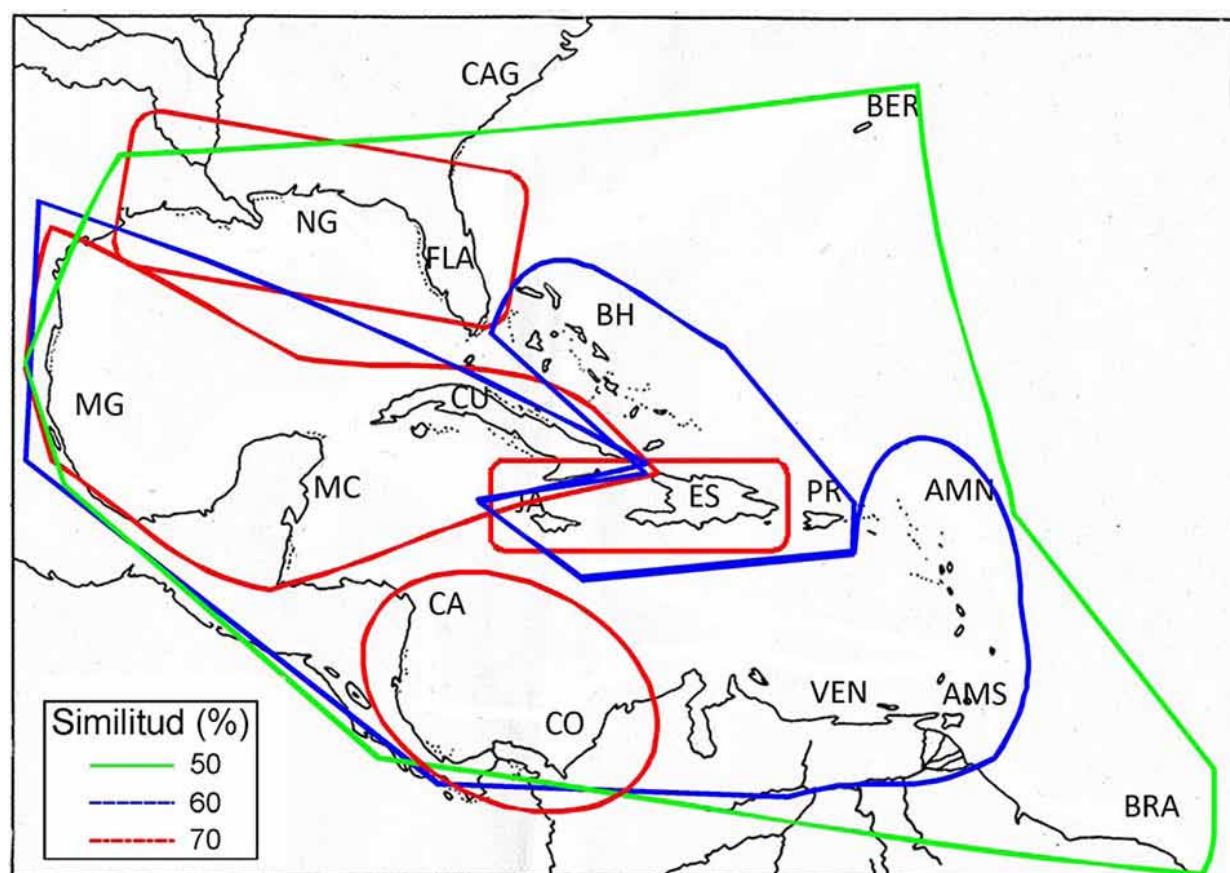 CAG
BER
NG
FLA
BH
MG
CU
MC
JA
ES
PR
AMN
CA
CO
VEN
AMS
BRA
Similitud (%)
50
60
70